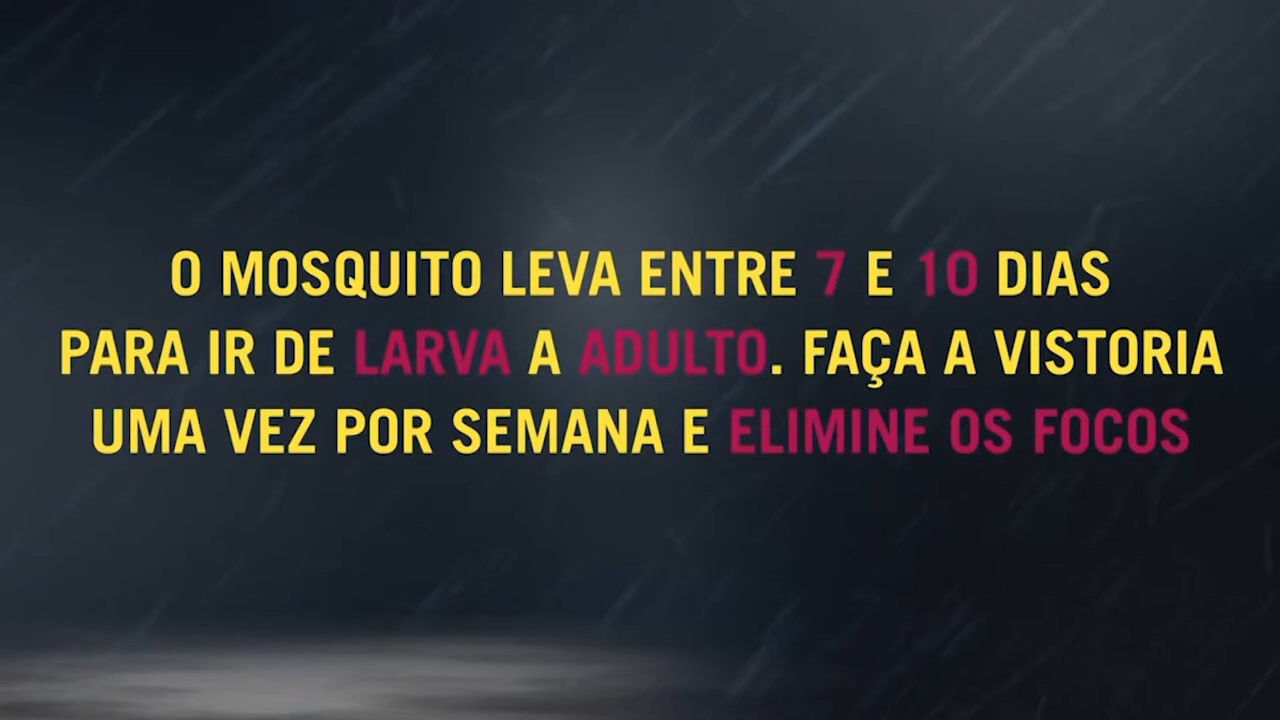 O MOSQUITO LEVA ENTRE 7 E 10 DIAS
PARA IR DE LARVA A ADULTO. FAÇA A VISTORIA
UMA VEZ POR SEMANA E ELIMINE OS FOCOS